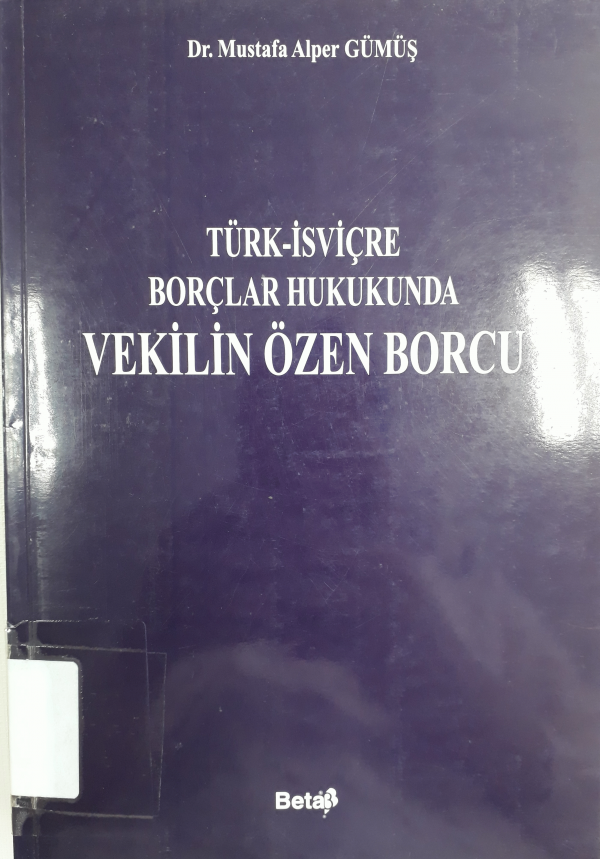 Dr. Mustafa Alper GÜMÜŞ
TÜRK-İSVİÇRE
BORÇLAR HUKUKUNDA
VEKİLİN ÖZEN BORCU
Beta